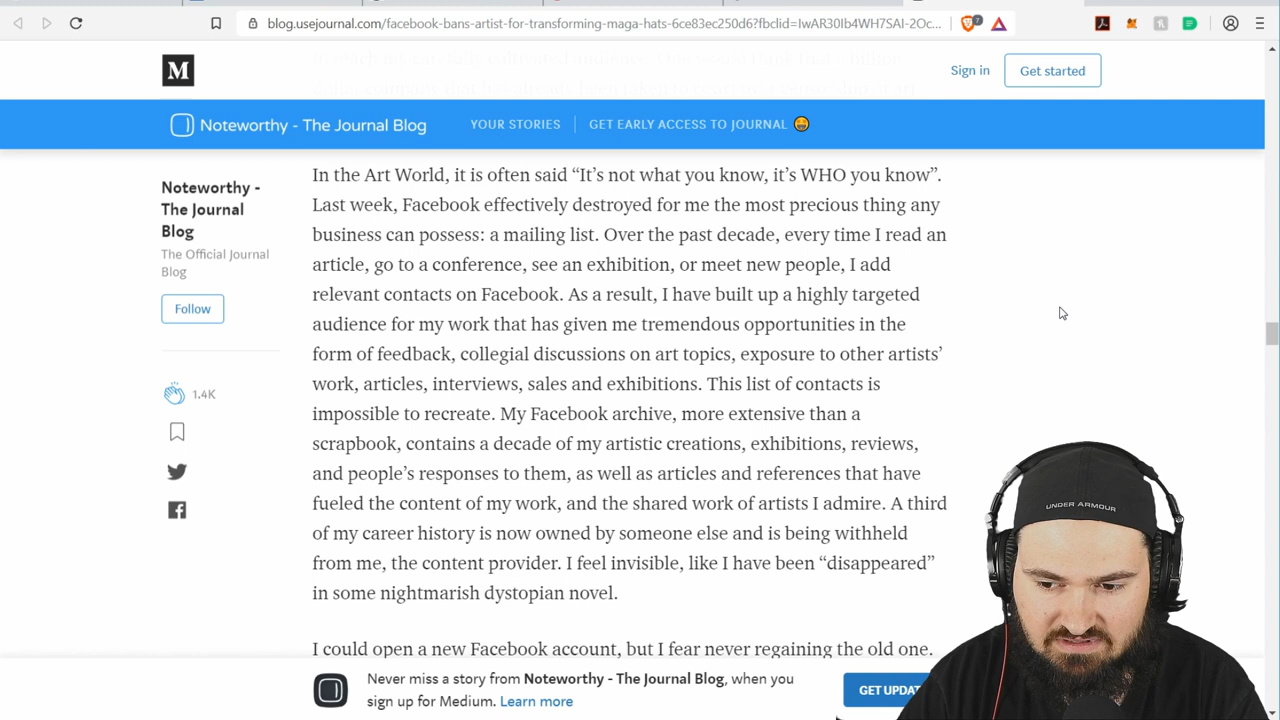 blog.usejournal.com/facebook-bans-artist-for-transforming-maga-hats-6ce83ec250d6?fbclid=IwAR30Ib4WH7SAI-2Oc...
7
M
Sign in
Get started
Noteworthy - The Journal Blog
YOUR STORIES
GET EARLY ACCESS TO JOURNAL 🤩
Noteworthy -
The Journal
Blog
The Official Journal
Blog
Follow
1.4K
In the Art World, it is often said “It’s not what you know, it’s WHO you know”.
Last week, Facebook effectively destroyed for me the most precious thing any
business can possess: a mailing list. Over the past decade, every time I read an
article, go to a conference, see an exhibition, or meet new people, I add
relevant contacts on Facebook. As a result, I have built up a highly targeted
audience for my work that has given me tremendous opportunities in the
form of feedback, collegial discussions on art topics, exposure to other artists’
work, articles, interviews, sales and exhibitions. This list of contacts is
impossible to recreate. My Facebook archive, more extensive than a
scrapbook, contains a decade of my artistic creations, exhibitions, reviews,
and people’s responses to them, as well as articles and references that have
fueled the content of my work, and the shared work of artists I admire. A third
of my career history is now owned by someone else and is being withheld
from me, the content provider. I feel invisible, like I have been “disappeared”
in some nightmarish dystopian novel.
I could open a new Facebook account, but I fear never regaining the old one.
Never miss a story from Noteworthy - The Journal Blog, when you
sign up for Medium. Learn more
GET UPDA
UNDER ARMOUR